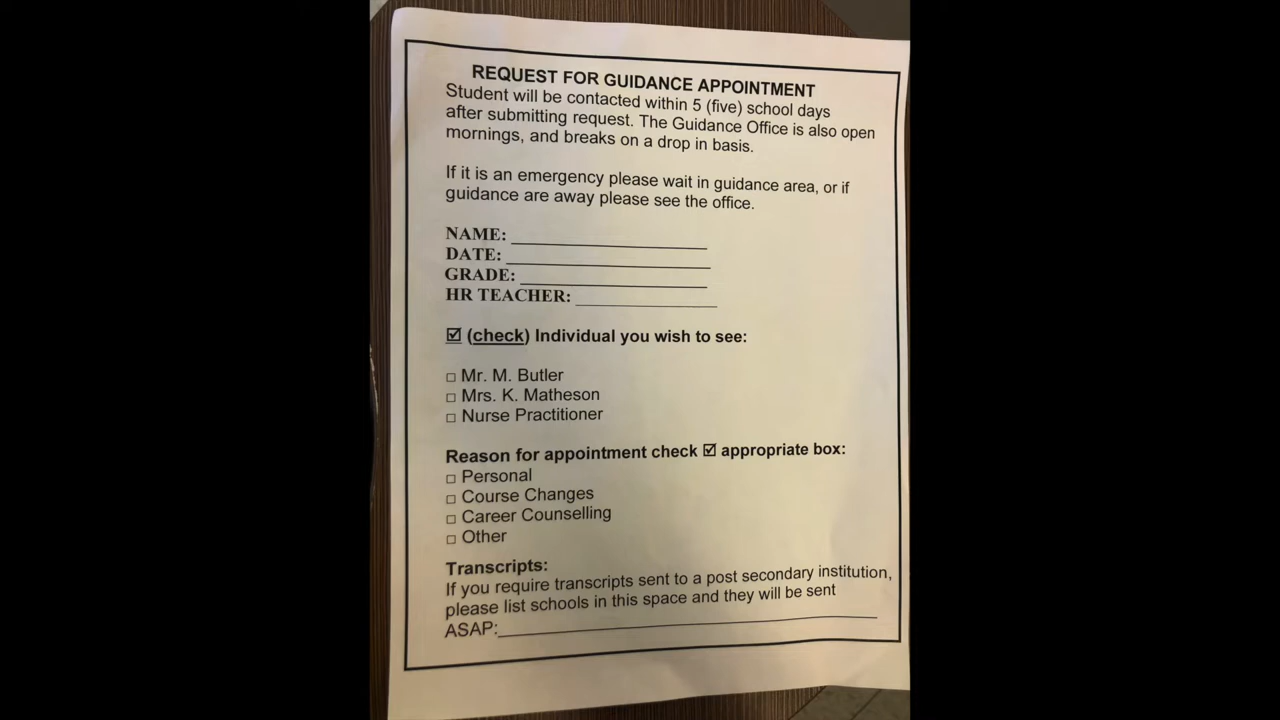 REQUEST FOR GUIDANCE APPOINTMENT
Student will be contacted within 5 (five) school days
after submitting request. The Guidance Office is also open
mornings, and breaks on a drop in basis.
If it is an emergency please wait in guidance area, or if
guidance are away please see the office.
NAME: ____________________
DATE: ____________________
GRADE: ____________________
HR TEACHER: ____________________
☑ (check) Individual you wish to see:
□ Mr. M. Butler
□ Mrs. K. Matheson
□ Nurse Practitioner
Reason for appointment check ☑ appropriate box:
□ Personal
□ Course Changes
□ Career Counselling
□ Other
Transcripts:
If you require transcripts sent to a post secondary institution,
please list schools in this space and they will be sent
ASAP:____________________